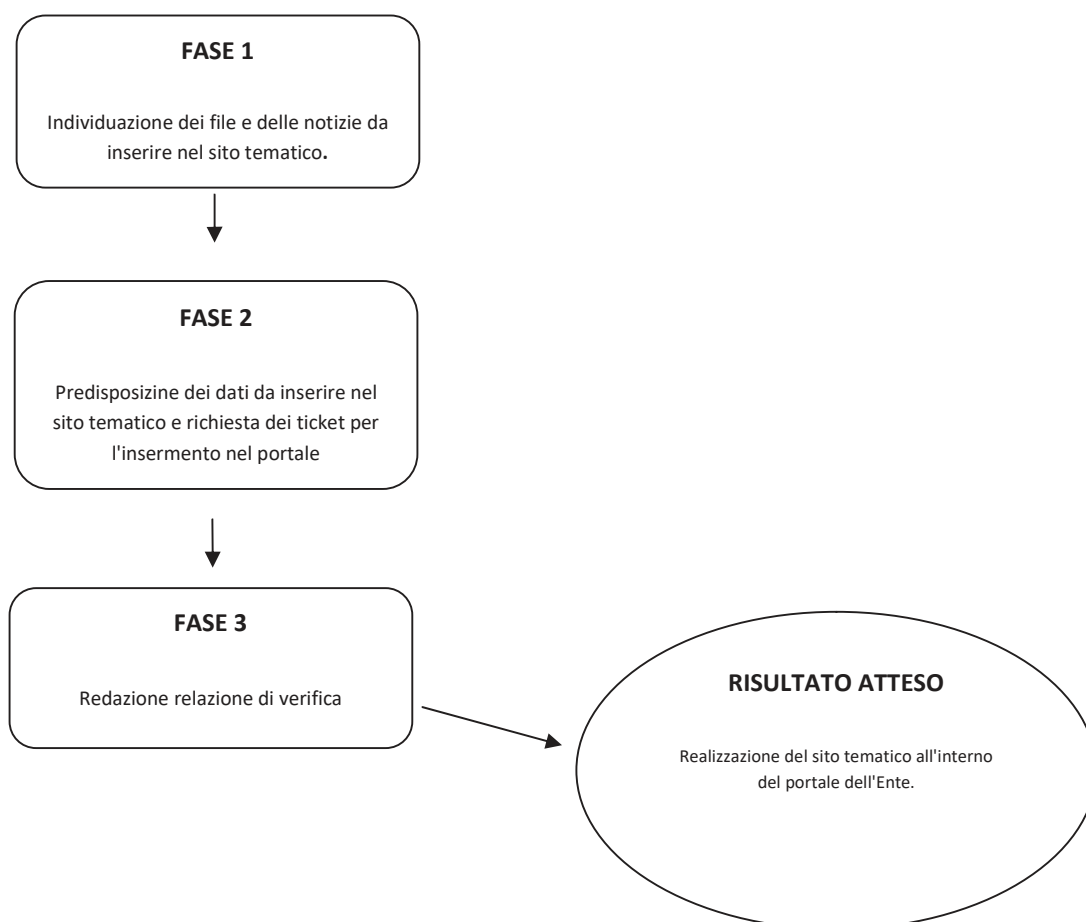 FASE 1
Individuazione dei file e delle notizie da
inserire nel sito tematico.
FASE 2
Predisposizine dei dati da inserire nel
sito tematico e richiesta dei ticket per
l'insermento nel portale
FASE 3
Redazione relazione di verifica
RISULTATO ATTESO
Realizzazione del sito tematico all'interno
del portale dell'Ente.